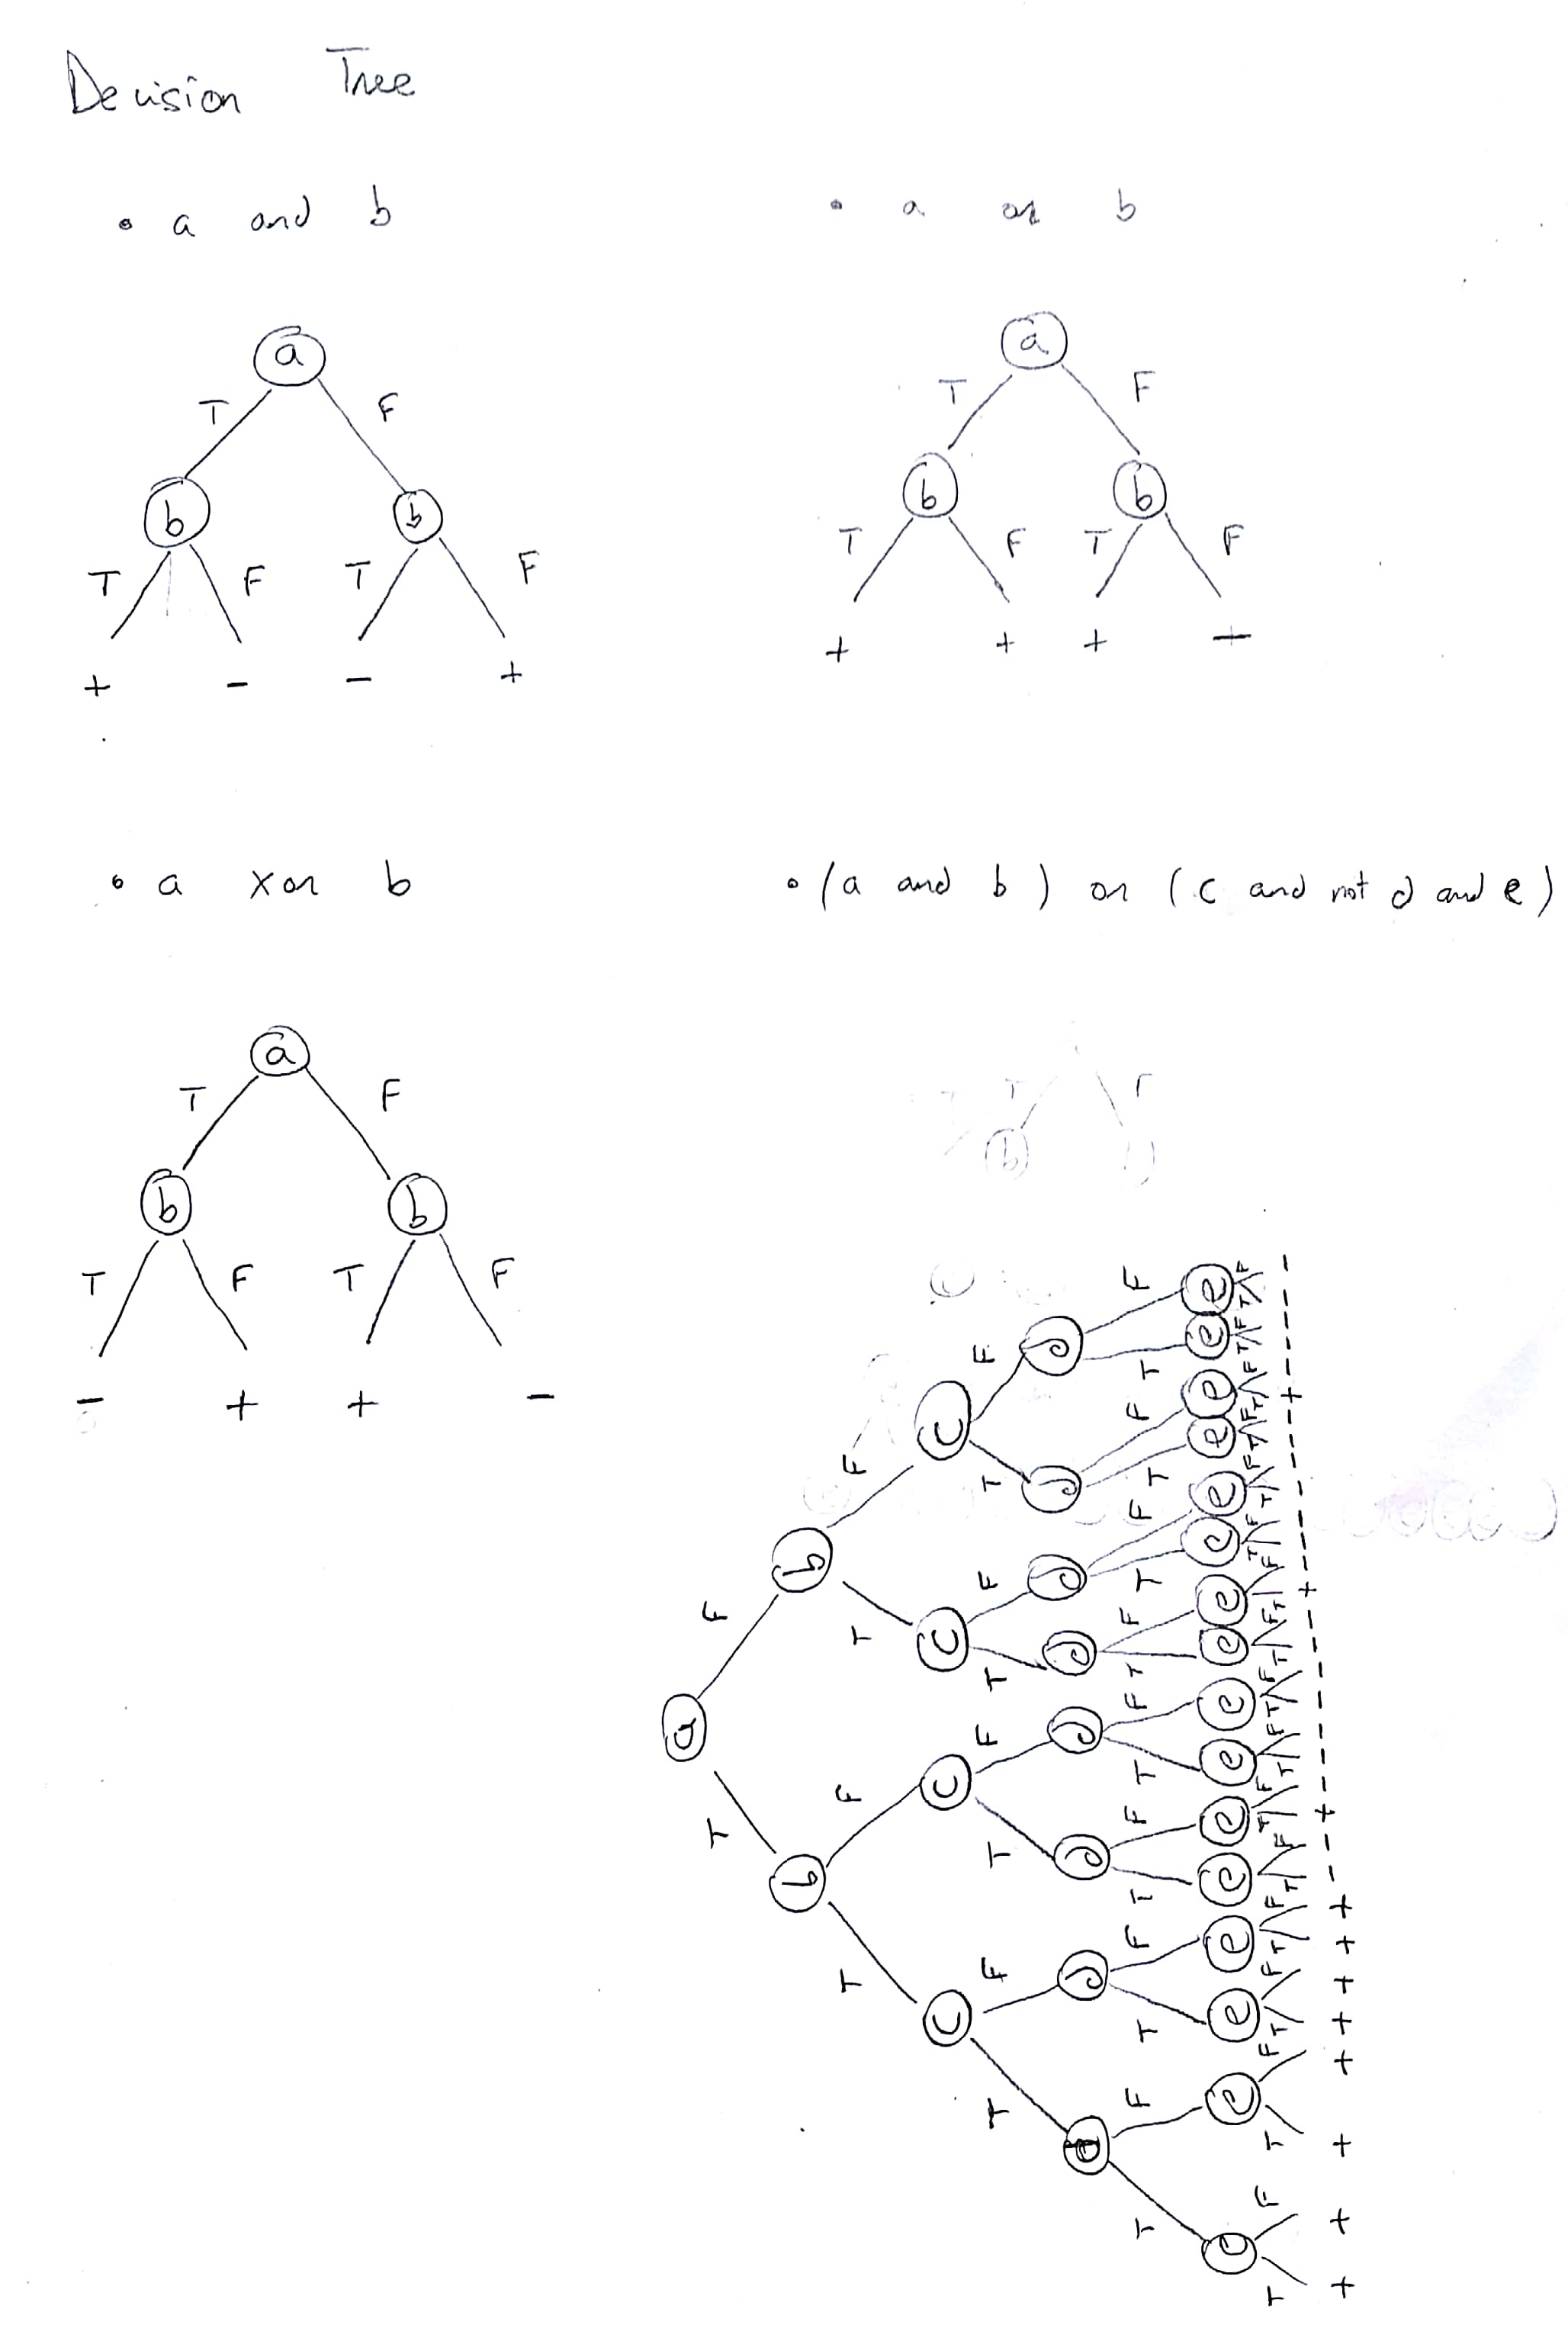 Decision Tree
• a and b
• a or b
a
T F
b b
T F T F
+ - - +
a
T F
b b
T F T F
+ + + -
• a xor b
• (a and b) or (c and not d and e)
a
T F
b b
T F T F
- + + -
T F
b
a
F T
b b
F T F T
c c c c
F T F T F T F T
d d d d d d d d
F T F T F T F T F T F T F T F T
e e e e e e e e e e e e e e e e
F T F T F T F T F T F T F T F T F T F T F T F T F T F T F T F T
- - - - - + - - - - - - - + - - - - - - - + - - + + + + + + + +